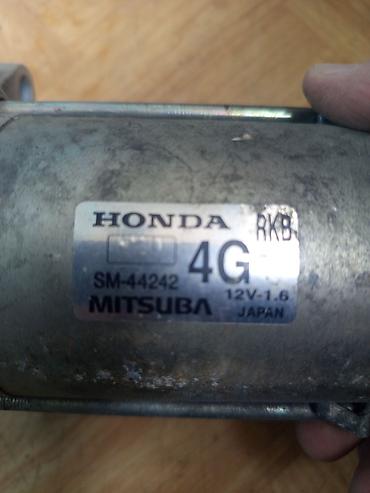 HONDA RKB
4G
SM-44242
12V-1.6
MITSUBA JAPAN